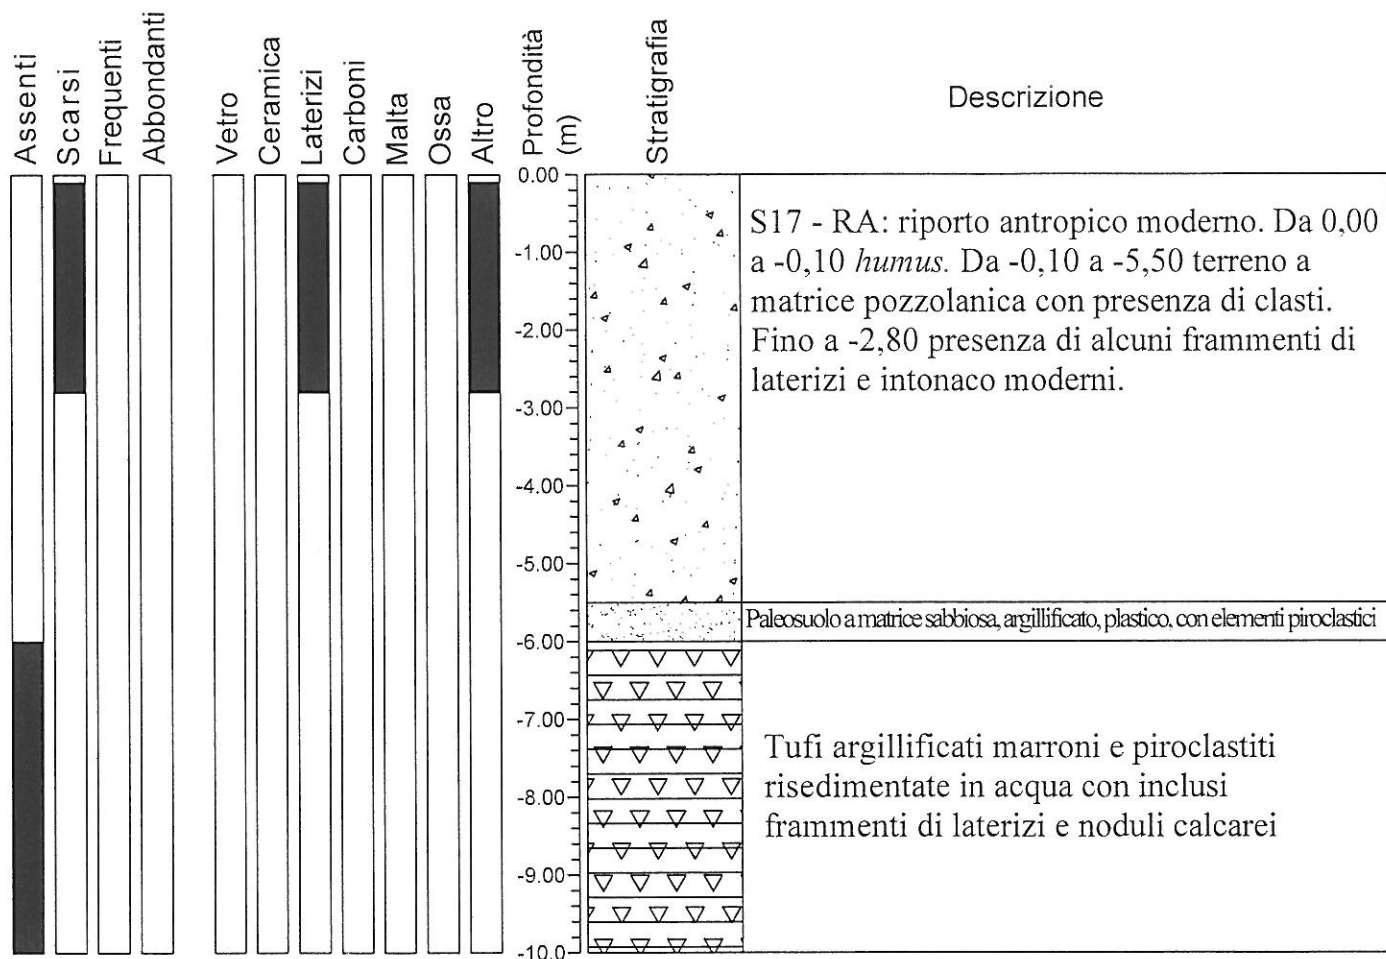 Assenti
Scarsi
Frequenti
Abbondanti
Vetro
Ceramica
Laterizi
Carboni
Malta
Ossa
Altro
Profondità
(m)
Stratigrafia
Descrizione
0.00
-1.00
-2.00
-3.00
-4.00
-5.00
-6.00
-7.00
-8.00
-9.00
-10.0
S17 - RA: riporto antropico moderno. Da 0,00
a -0,10 humus. Da -0,10 a -5,50 terreno a
matrice pozzolanica con presenza di clasti.
Fino a -2,80 presenza di alcuni frammenti di
laterizi e intonaco moderni.
Paleosuolo a matrice sabbiosa, argillificato, plastico, con elementi piroclastici
Tufi argillificati marroni e piroclastiti
risedimentate in acqua con inclusi
frammenti di laterizi e noduli calcarei